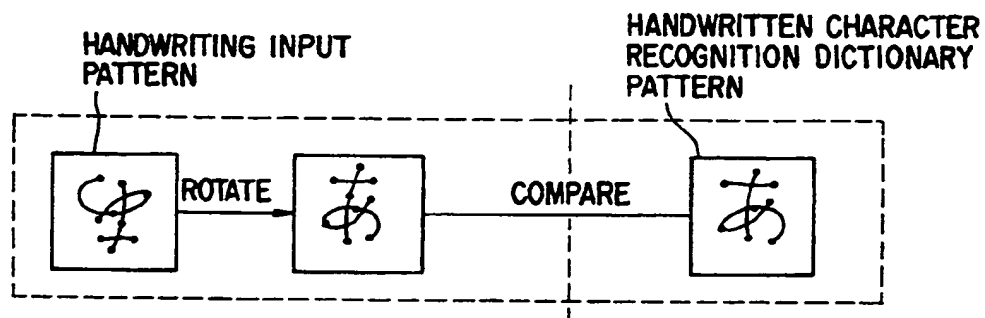 HANDWRITING INPUT
PATTERN
HANDWRITTEN CHARACTER
RECOGNITION DICTIONARY
PATTERN
ROTATE
あ
COMPARE
あ